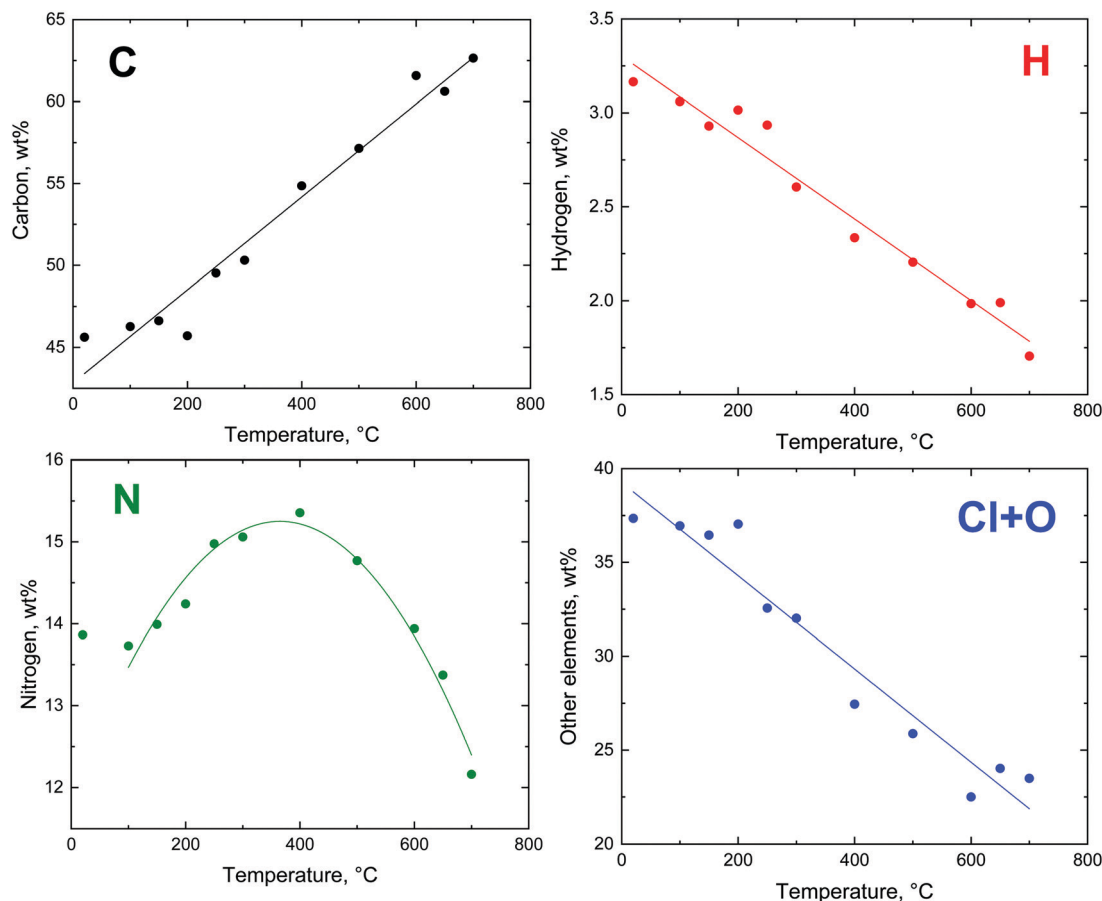 C
Carbon, wt%
65
60
55
50
45
0 200 400 600 800
Temperature, °C
H
Hydrogen, wt%
3.5
3.0
2.5
2.0
1.5
0 200 400 600 800
Temperature, °C
N
Nitrogen, wt%
16
15
14
13
12
0 200 400 600 800
Temperature, °C
Cl+O
Other elements, wt%
40
35
30
25
20
0 200 400 600 800
Temperature, °C